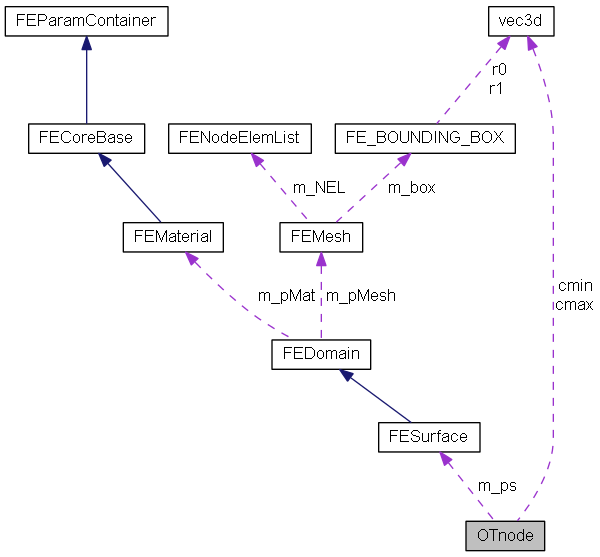 FEParamContainer
vec3d
r0
r1
FECoreBase
FENodeElemList
FE_BOUNDING_BOX
m_NEL
m_box
FEMaterial
FEMesh
cmin
cmax
m_pMat
m_pMesh
FEDomain
FESurface
m_ps
OTnode